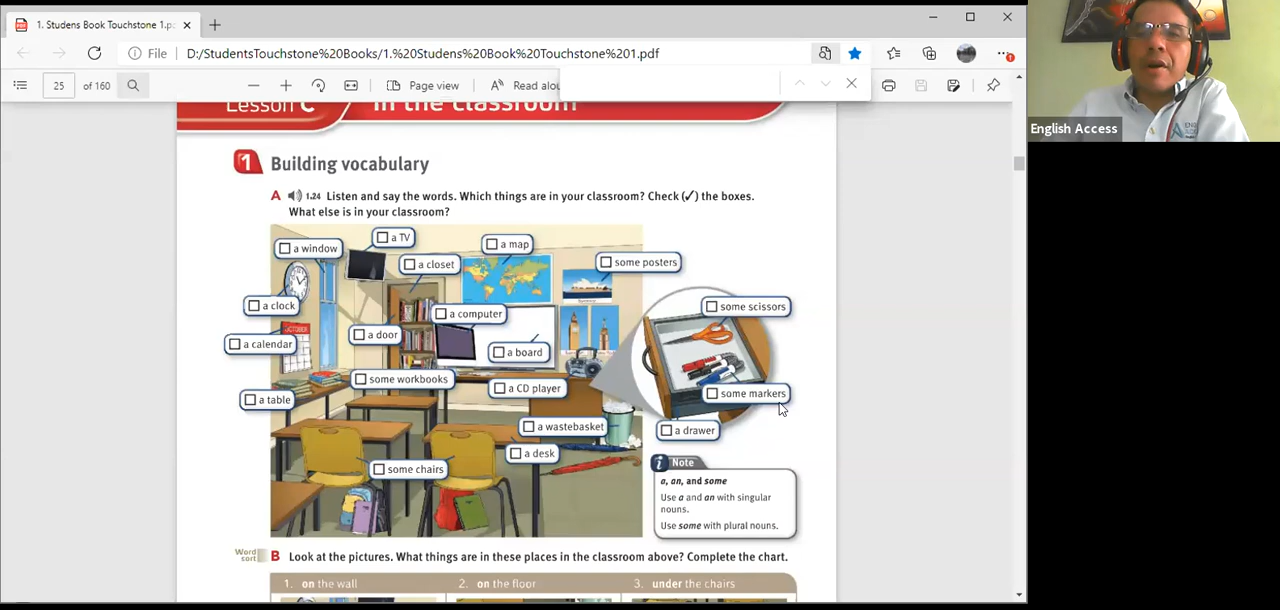 1. Studens Book Touchstone 1.p
File
D:/StudentsTouchstone%20Books/1.%20Studens%20Book%20Touchstone%201.pdf
25 of 160
Page view
Read alou
English Access
Lesson C
In the classroom
1 Building vocabulary
A 1.24 Listen and say the words. Which things are in your classroom? Check (✓) the boxes.
What else is in your classroom?
a window
a TV
a map
a closet
some posters
a clock
a computer
some scissors
a calendar
a door
a board
some workbooks
a CD player
some markers
a table
a wastebasket
a drawer
a desk
some chairs
OCTOBER
Note
a, an, and some
Use a and an with singular
nouns.
Use some with plural nouns.
Word
sort
B Look at the pictures. What things are in these places in the classroom above? Complete the chart.
1. on the wall
2. on the floor
3. under the chairs